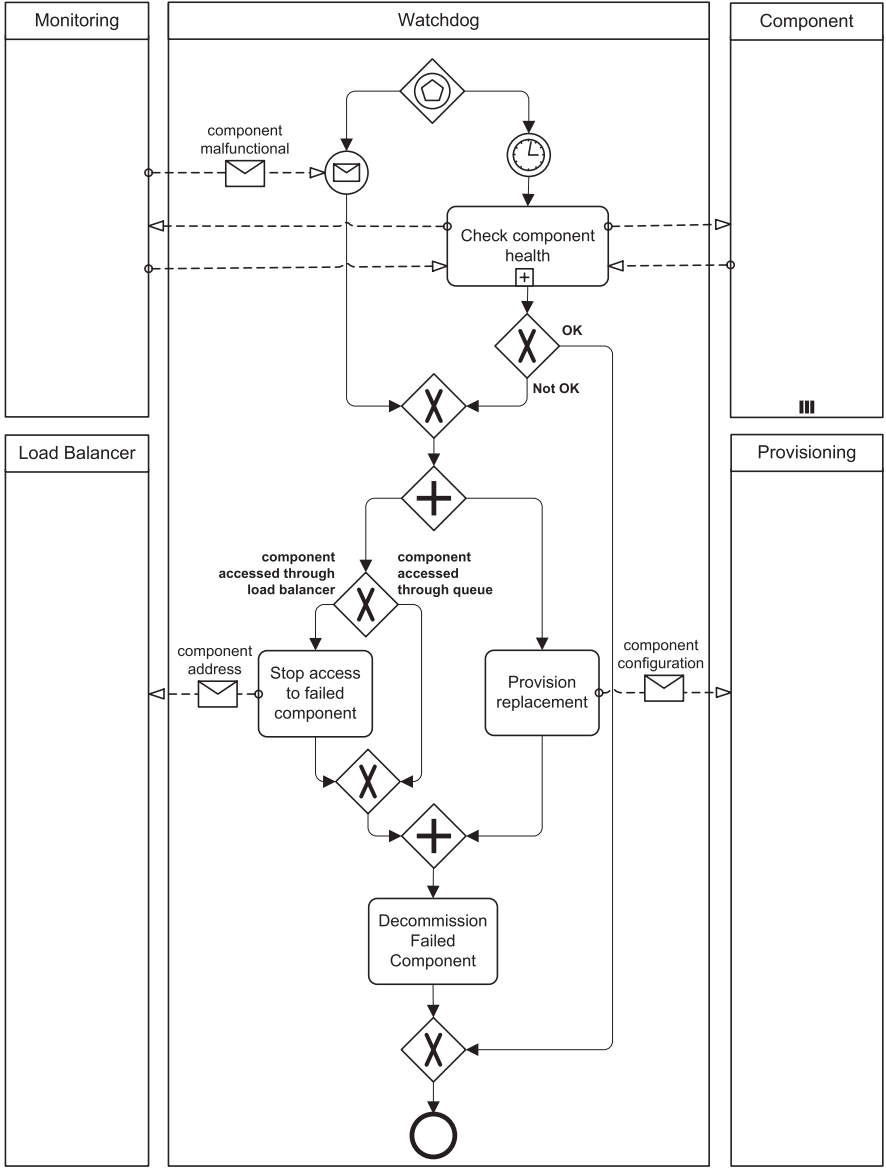 Monitoring
Watchdog
Component
component
malfunctional
Check component
health
OK
Not OK
Load Balancer
Provisioning
component
accessed through
load balancer
component
accessed
through queue
component
address
Stop access
to failed
component
Provision
replacement
component
configuration
Decommission
Failed
Component